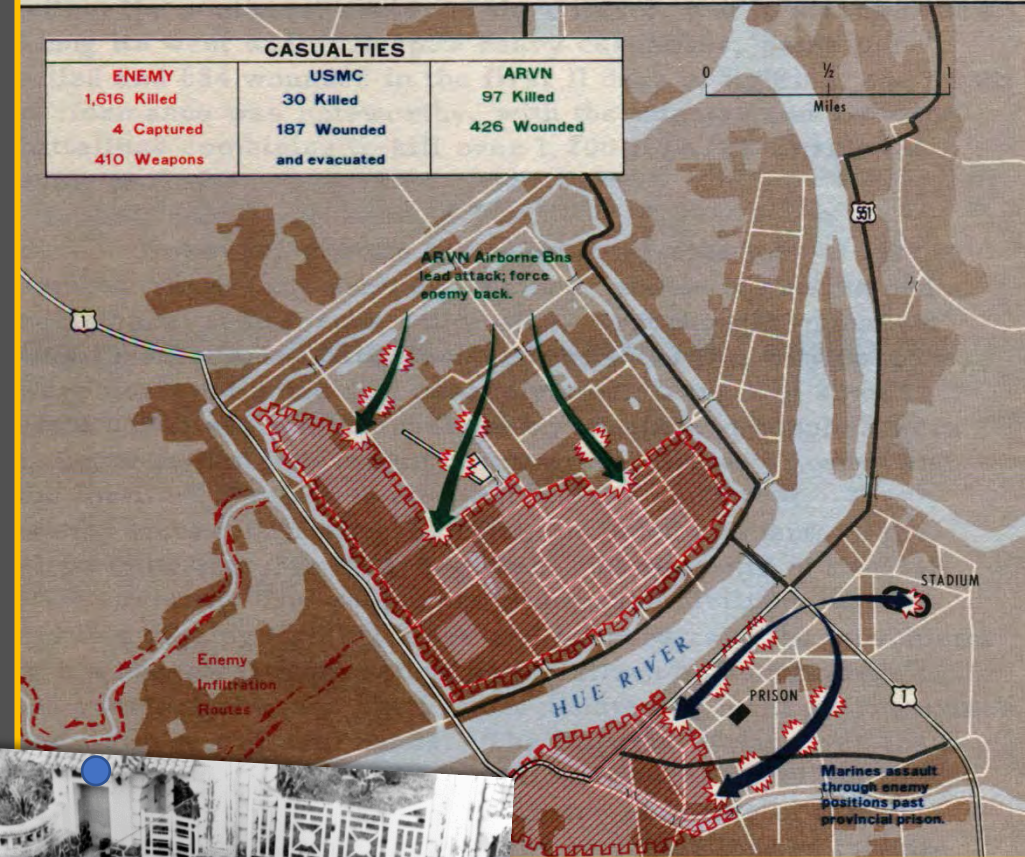 CASUALTIES
ENEMY
1,616 Killed
4 Captured
410 Weapons
USMC
30 Killed
187 Wounded
and evacuated
ARVN
97 Killed
426 Wounded
0 ½ 1
Miles
551
ARVN Airborne Bns
lead attack; force
enemy back.
1
STADIUM
Enemy
Infiltration
Routes
HUE RIVER
PRISON
1
Marines assault
through enemy
positions past
provincial prison.